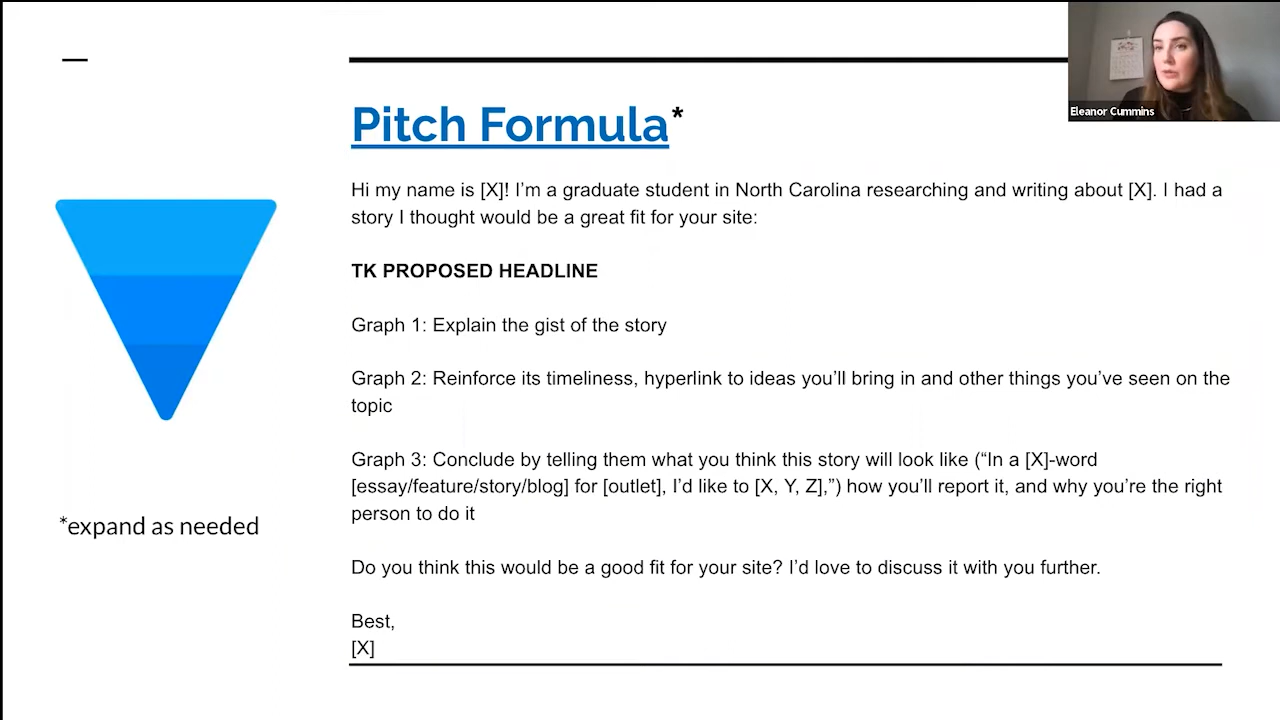 Eleanor Cummins
Pitch Formula*
Hi my name is [X]! I’m a graduate student in North Carolina researching and writing about [X]. I had a
story I thought would be a great fit for your site:
TK PROPOSED HEADLINE
Graph 1: Explain the gist of the story
Graph 2: Reinforce its timeliness, hyperlink to ideas you’ll bring in and other things you’ve seen on the
topic
Graph 3: Conclude by telling them what you think this story will look like (“In a [X]-word
[essay/feature/story/blog] for [outlet], I’d like to [X, Y, Z],”) how you’ll report it, and why you’re the right
person to do it
*expand as needed
Do you think this would be a good fit for your site? I’d love to discuss it with you further.
Best,
[X]